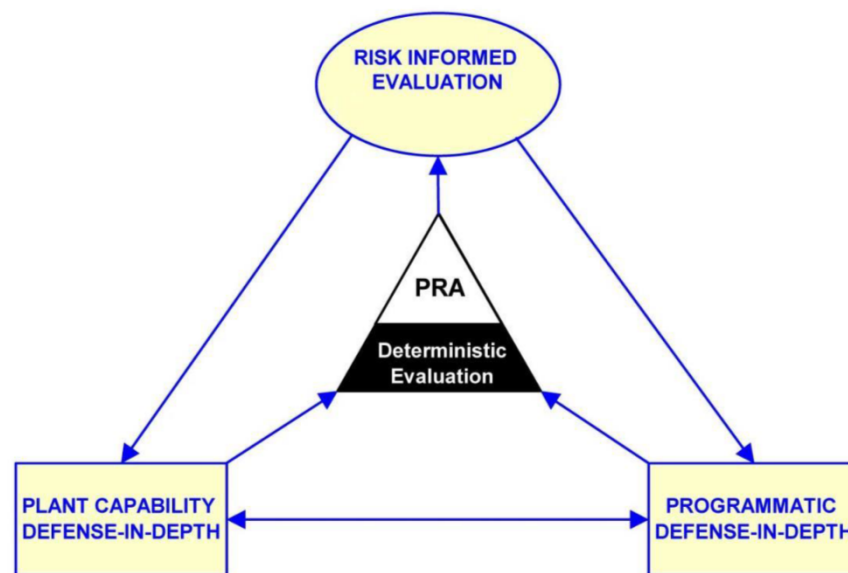 RISK INFORMED
EVALUATION
PRA
Deterministic
Evaluation
PLANT CAPABILITY
DEFENSE-IN-DEPTH
PROGRAMMATIC
DEFENSE-IN-DEPTH